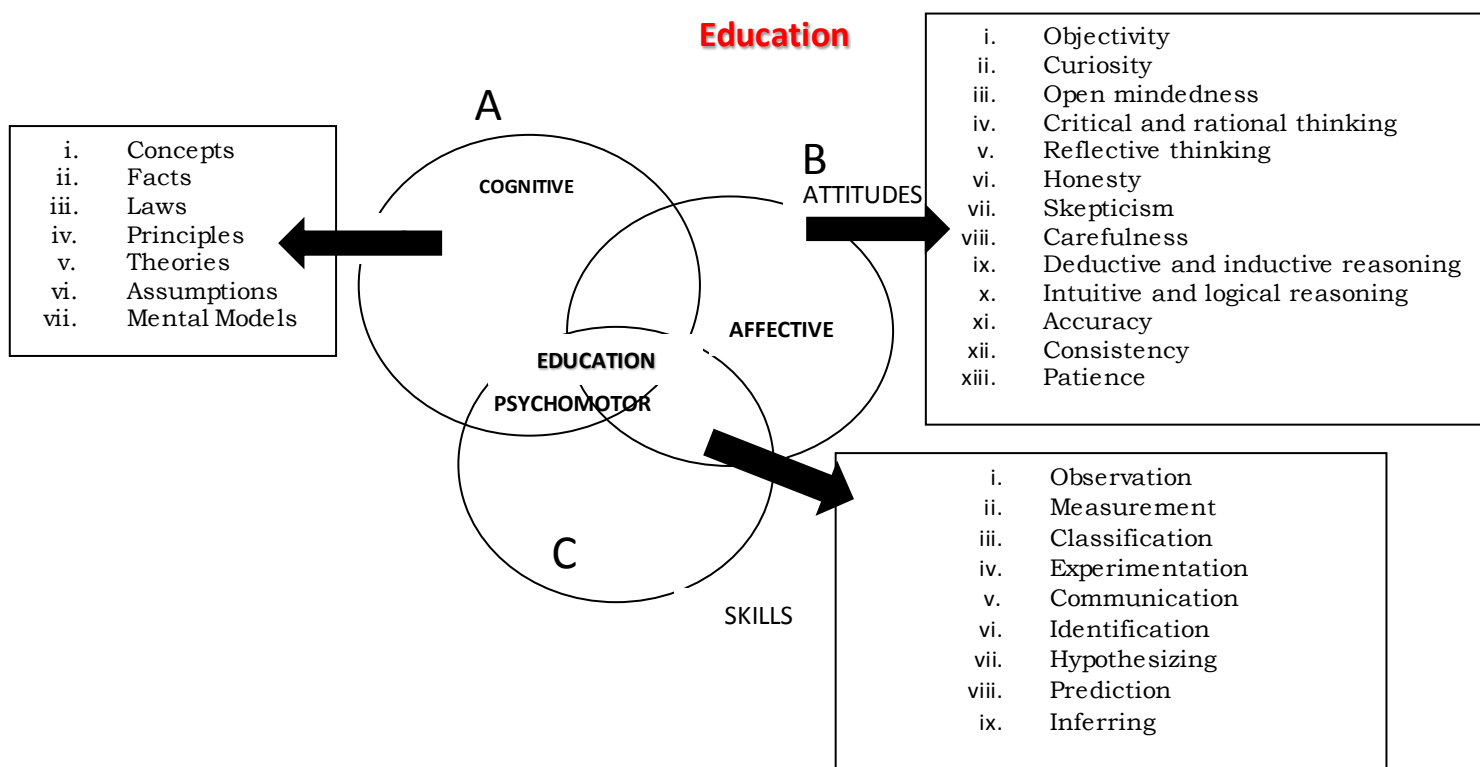 Education
A
COGNITIVE
i. Concepts
ii. Facts
iii. Laws
iv. Principles
v. Theories
vi. Assumptions
vii. Mental Models
B
ATTITUDES
AFFECTIVE
i. Objectivity
ii. Curiosity
iii. Open mindedness
iv. Critical and rational thinking
v. Reflective thinking
vi. Honesty
vii. Skepticism
viii. Carefulness
ix. Deductive and inductive reasoning
x. Intuitive and logical reasoning
xi. Accuracy
xii. Consistency
xiii. Patience
EDUCATION
PSYCHOMOTOR
C
SKILLS
i. Observation
ii. Measurement
iii. Classification
iv. Experimentation
v. Communication
vi. Identification
vii. Hypothesizing
viii. Prediction
ix. Inferring